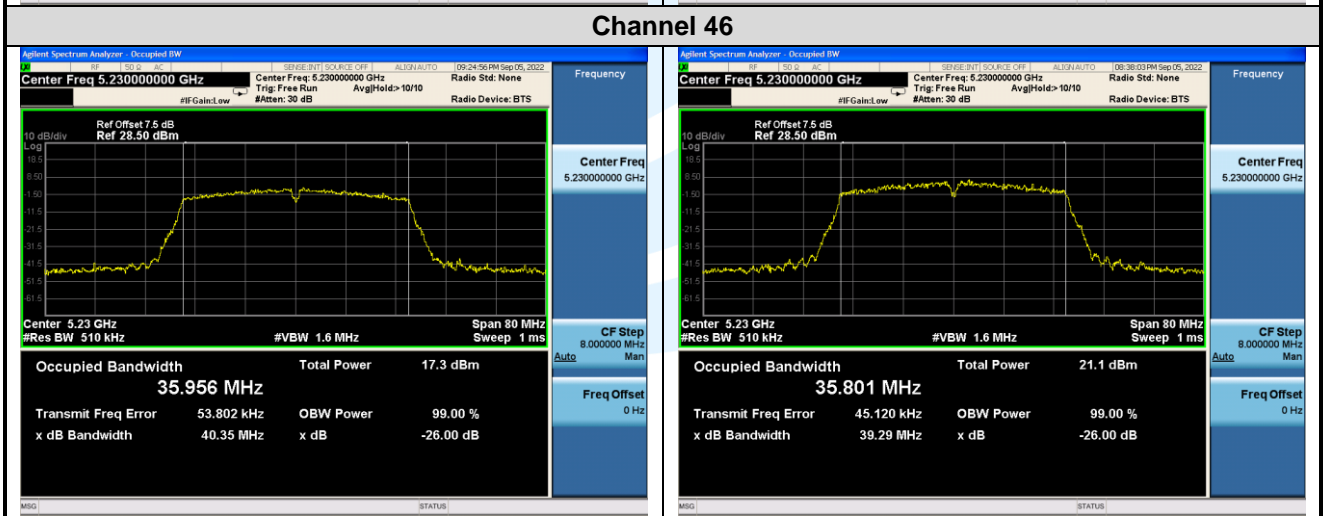 Channel 46
Agilent Spectrum Analyzer - Occupied BW
RF 50 Ω AC SENSE:INT SOURCE OFF ALIGN AUTO 09:24:56 PM Sep 05, 2022
Center Freq 5.230000000 GHz
Center Freq: 5.230000000 GHz
Radio Std: None
Trig: Free Run Avg|Hold:> 10/10
#IFGain:Low #Atten: 30 dB Radio Device: BTS
Frequency
Ref Offset 7.5 dB
10 dB/div Ref 28.50 dBm
Log
18.5
8.50
-1.50
-11.5
-21.5
-31.5
-41.5
-51.5
-61.5
Center 5.23 GHz Span 80 MHz
#Res BW 510 kHz #VBW 1.6 MHz Sweep 1 ms
Center Freq
5.230000000 GHz
CF Step
8.000000 MHz
Auto Man
Freq Offset
0 Hz
Occupied Bandwidth Total Power 17.3 dBm
35.956 MHz
Transmit Freq Error 53.802 kHz OBW Power 99.00 %
x dB Bandwidth 40.35 MHz x dB -26.00 dB
MSG STATUS
Agilent Spectrum Analyzer - Occupied BW
RF 50 Ω AC SENSE:INT SOURCE OFF ALIGN AUTO 08:38:03 PM Sep 05, 2022
Center Freq 5.230000000 GHz
Center Freq: 5.230000000 GHz
Radio Std: None
Trig: Free Run Avg|Hold:> 10/10
#IFGain:Low #Atten: 30 dB Radio Device: BTS
Frequency
Ref Offset 7.5 dB
10 dB/div Ref 28.50 dBm
Log
18.5
8.50
-1.50
-11.5
-21.5
-31.5
-41.5
-51.5
-61.5
Center 5.23 GHz Span 80 MHz
#Res BW 510 kHz #VBW 1.6 MHz Sweep 1 ms
Center Freq
5.230000000 GHz
CF Step
8.000000 MHz
Auto Man
Freq Offset
0 Hz
Occupied Bandwidth Total Power 21.1 dBm
35.801 MHz
Transmit Freq Error 45.120 kHz OBW Power 99.00 %
x dB Bandwidth 39.29 MHz x dB -26.00 dB
MSG STATUS